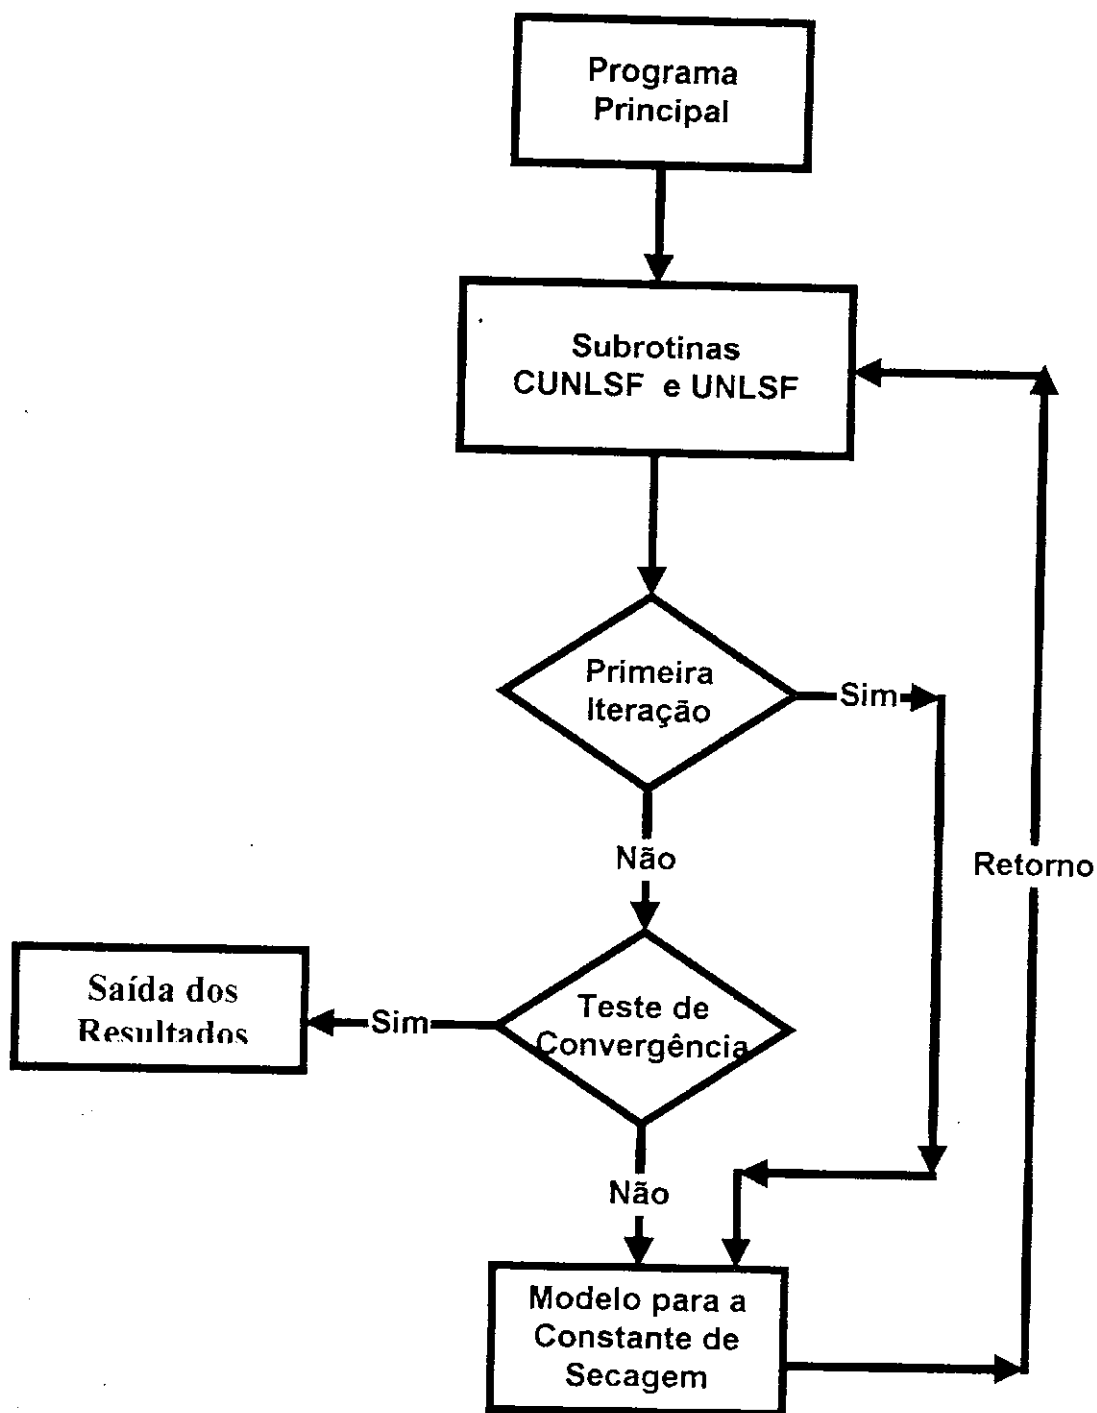 Programa
Principal
Subrotinas
CUNLSF e UNLSF
Primeira
Iteração
Sim
Não
Retorno
Saída dos
Resultados
Sim
Teste de
Convergência
Não
Modelo para a
Constante de
Secagem